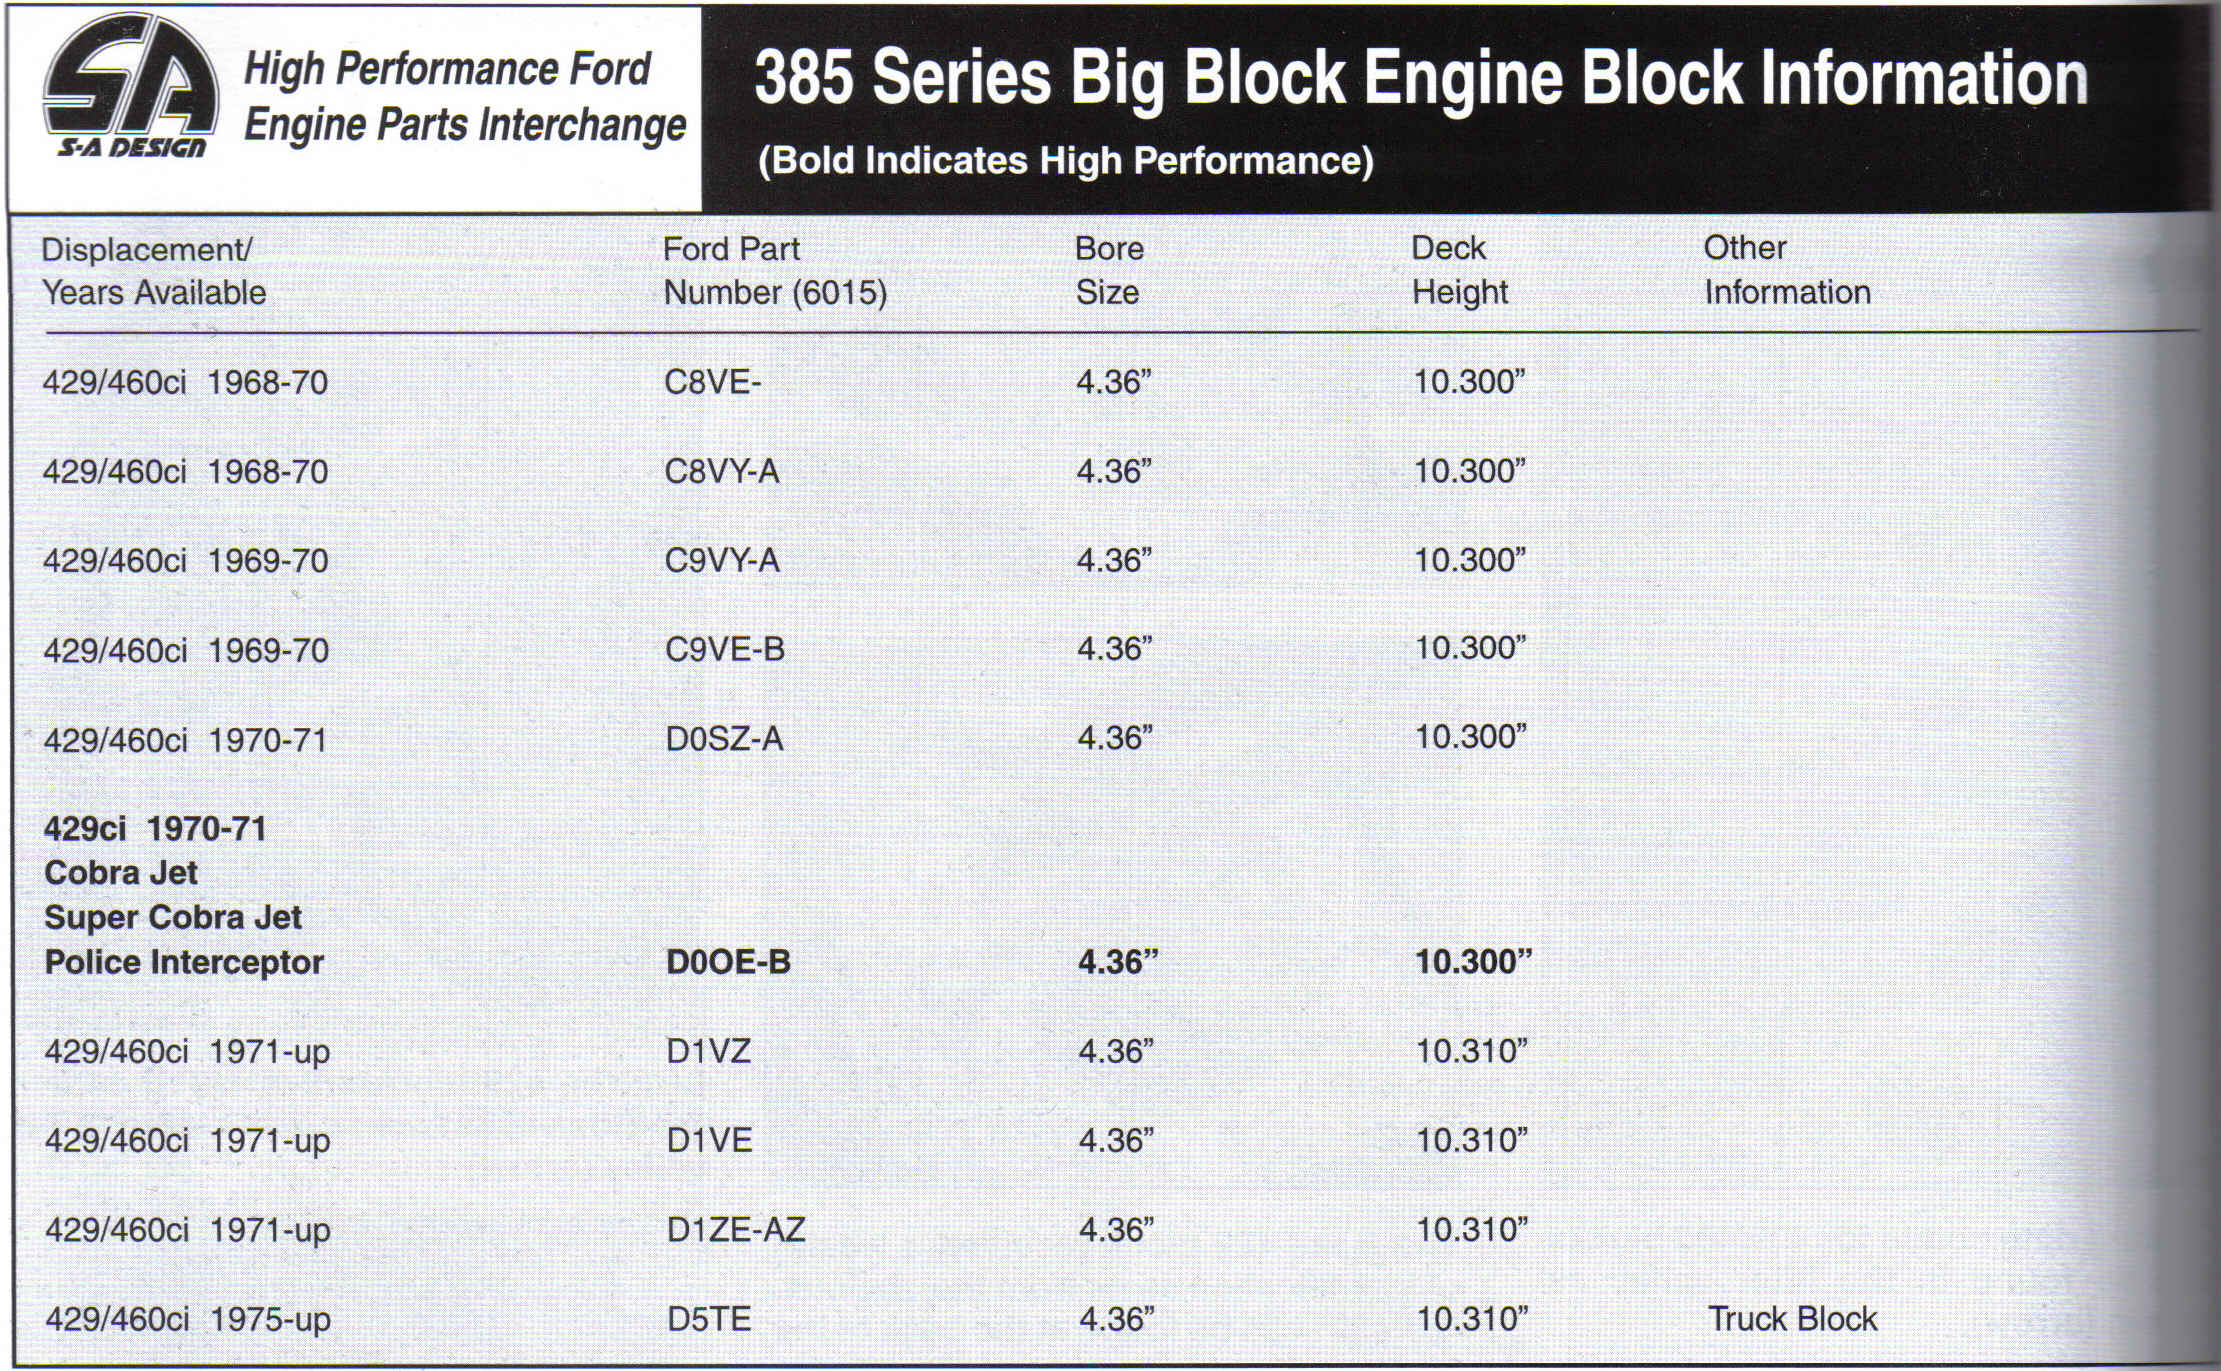 S-A DESIGN
High Performance Ford
Engine Parts Interchange
385 Series Big Block Engine Block Information
(Bold Indicates High Performance)
Displacement/ Ford Part Bore Deck Other
Years Available Number (6015) Size Height Information
429/460ci 1968-70 C8VE- 4.36” 10.300”
429/460ci 1968-70 C8VY-A 4.36” 10.300”
429/460ci 1969-70 C9VY-A 4.36” 10.300”
429/460ci 1969-70 C9VE-B 4.36” 10.300”
429/460ci 1970-71 D0SZ-A 4.36” 10.300”
429ci 1970-71
Cobra Jet
Super Cobra Jet
Police Interceptor D0OE-B 4.36” 10.300”
429/460ci 1971-up D1VZ 4.36” 10.310”
429/460ci 1971-up D1VE 4.36” 10.310”
429/460ci 1971-up D1ZE-AZ 4.36” 10.310”
429/460ci 1975-up D5TE 4.36” 10.310” Truck Block